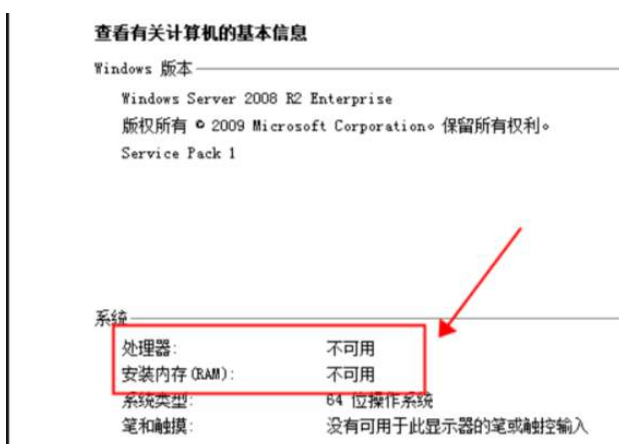 查看有关计算机的基本信息
Windows 版本
Windows Server 2008 R2 Enterprise
版权所有 © 2009 Microsoft Corporation。保留所有权利。
Service Pack 1
系统
处理器: 不可用
安装内存(RAM): 不可用
系统类型: 64 位操作系统
笔和触摸: 没有可用于此显示器的笔或触控输入